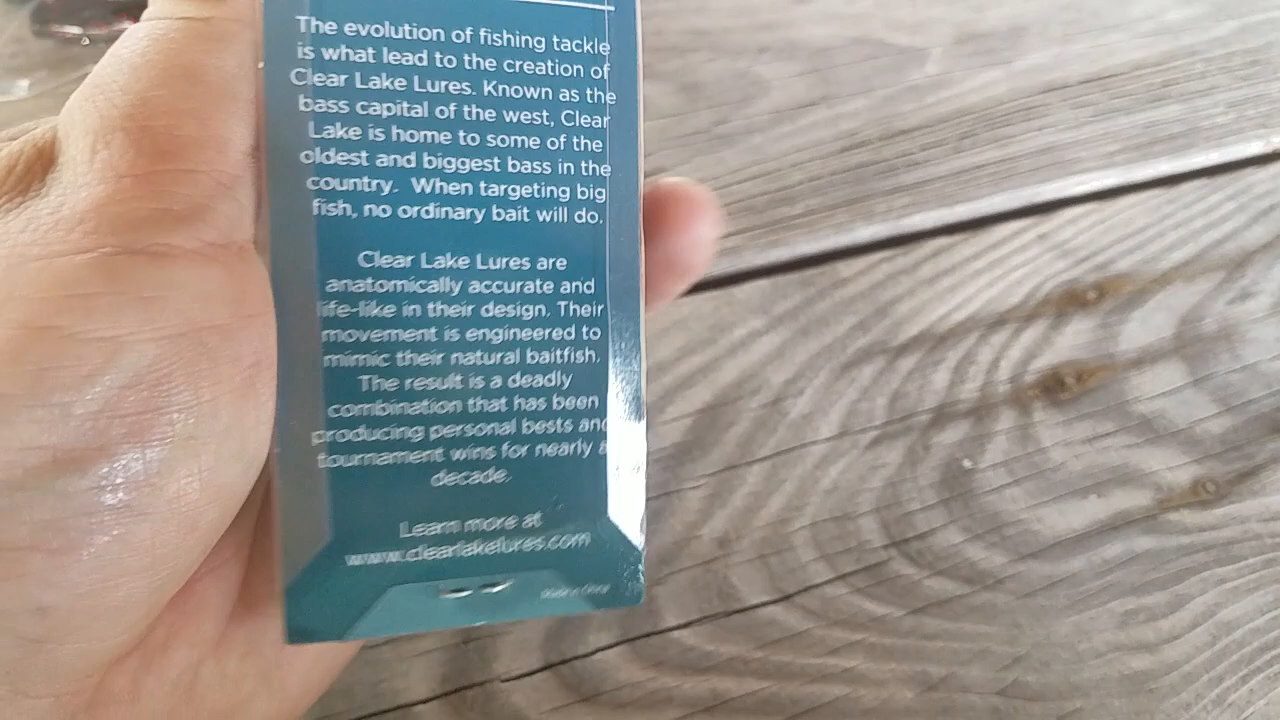 The evolution of fishing tackle
is what lead to the creation of
Clear Lake Lures. Known as the
bass capital of the west, Clear
Lake is home to some of the
oldest and biggest bass in the
country. When targeting big
fish, no ordinary bait will do.
Clear Lake Lures are
anatomically accurate and
life-like in their design. Their
movement is engineered to
mimic their natural baitfish.
The result is a deadly
combination that has been
producing personal bests and
tournament wins for nearly a
decade.
Learn more at
www.clearlakelures.com